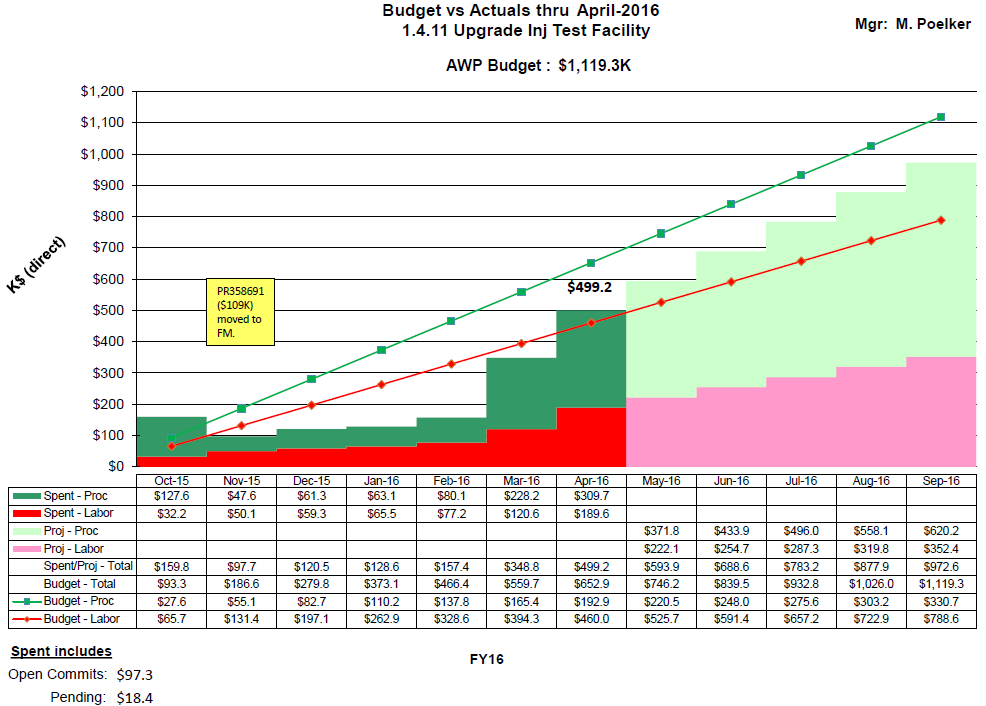 Budget vs Actuals thru April-2016
1.4.11 Upgrade Inj Test Facility
Mgr: M. Poelker
AWP Budget : $1,119.3K
$1,200
$1,100
$1,000
$900
$800
$700
$600
$500
$400
$300
$200
$100
$0
K$ (direct)
PR358691
($109K)
moved to
FM.
$499.2
Oct-15 Nov-15 Dec-15 Jan-16 Feb-16 Mar-16 Apr-16 May-16 Jun-16 Jul-16 Aug-16 Sep-16
Spent - Proc $127.6 $47.6 $61.3 $63.1 $80.1 $228.2 $309.7
Spent - Labor $32.2 $50.1 $59.3 $65.5 $77.2 $120.6 $189.6
Proj - Proc $371.8 $433.9 $496.0 $558.1 $620.2
Proj - Labor $222.1 $254.7 $287.3 $319.8 $352.4
Spent/Proj - Total $159.8 $97.7 $120.5 $128.6 $157.4 $348.8 $499.2 $593.9 $688.6 $783.2 $877.9 $972.6
Budget - Total $93.3 $186.6 $279.8 $373.1 $466.4 $559.7 $652.9 $746.2 $839.5 $932.8 $1,026.0 $1,119.3
Budget - Proc $27.6 $55.1 $82.7 $110.2 $137.8 $165.4 $192.9 $220.5 $248.0 $275.6 $303.2 $330.7
Budget - Labor $65.7 $131.4 $197.1 $262.9 $328.6 $394.3 $460.0 $525.7 $591.4 $657.2 $722.9 $788.6
Spent includes
FY16
Open Commits: $97.3
Pending: $18.4